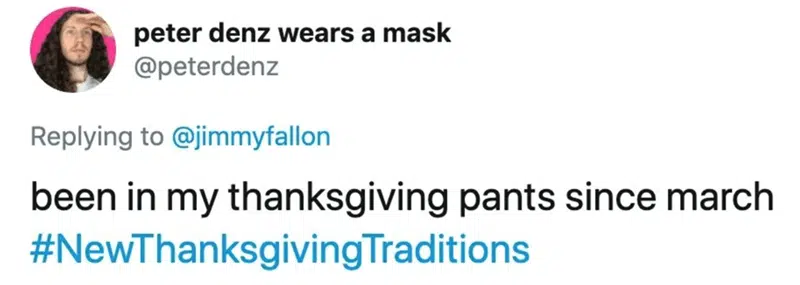 peter denz wears a mask
@peterdenz
Replying to @jimmyfallon
been in my thanksgiving pants since march
#NewThanksgivingTraditions